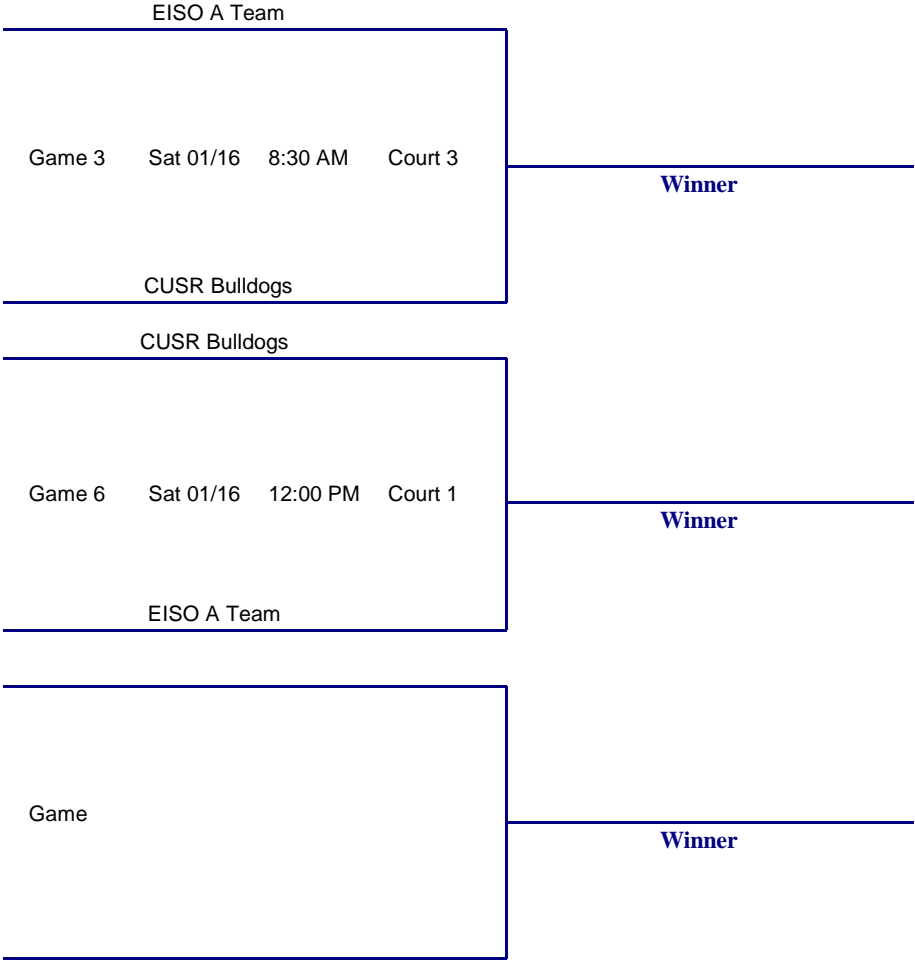 EISO A Team
Game 3 Sat 01/16 8:30 AM Court 3
Winner
CUSR Bulldogs
CUSR Bulldogs
Game 6 Sat 01/16 12:00 PM Court 1
Winner
EISO A Team
Game
Winner